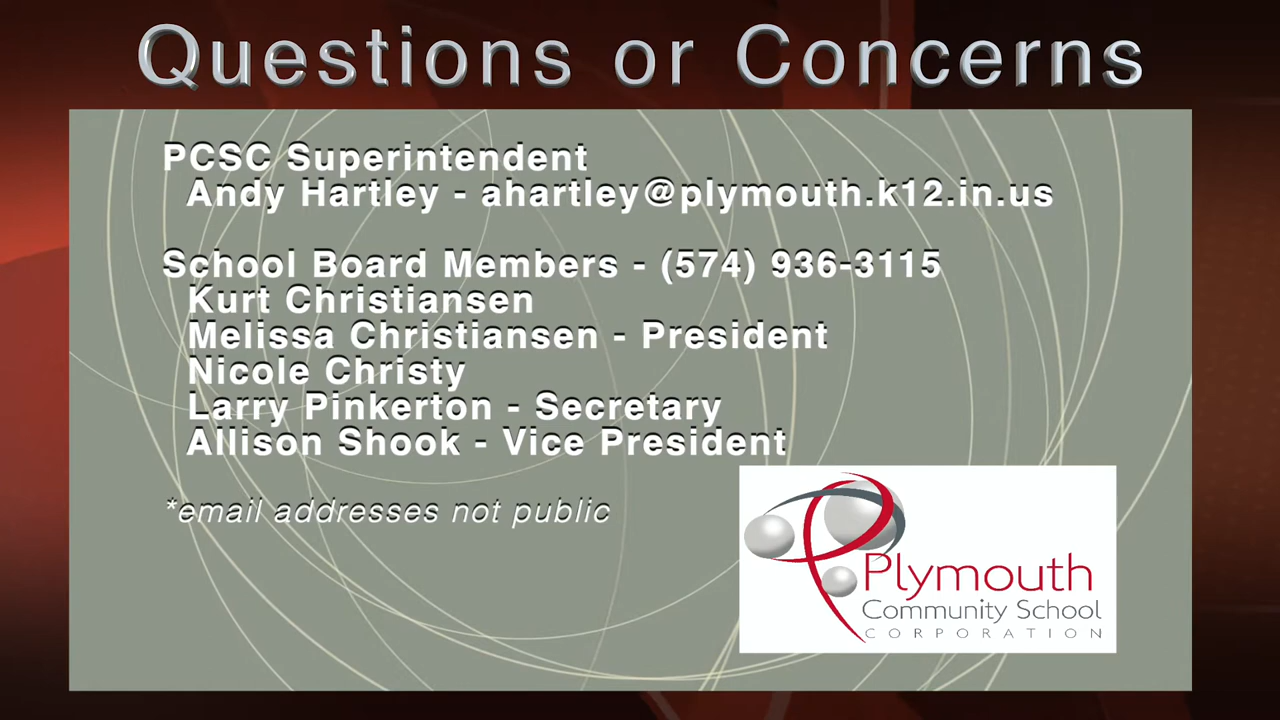 Questions or Concerns
PCSC Superintendent
Andy Hartley - ahartley@plymouth.k12.in.us
School Board Members - (574) 936-3115
Kurt Christiansen
Melissa Christiansen - President
Nicole Christy
Larry Pinkerton - Secretary
Allison Shook - Vice President
*email addresses not public
Plymouth
Community School
CORPORATION